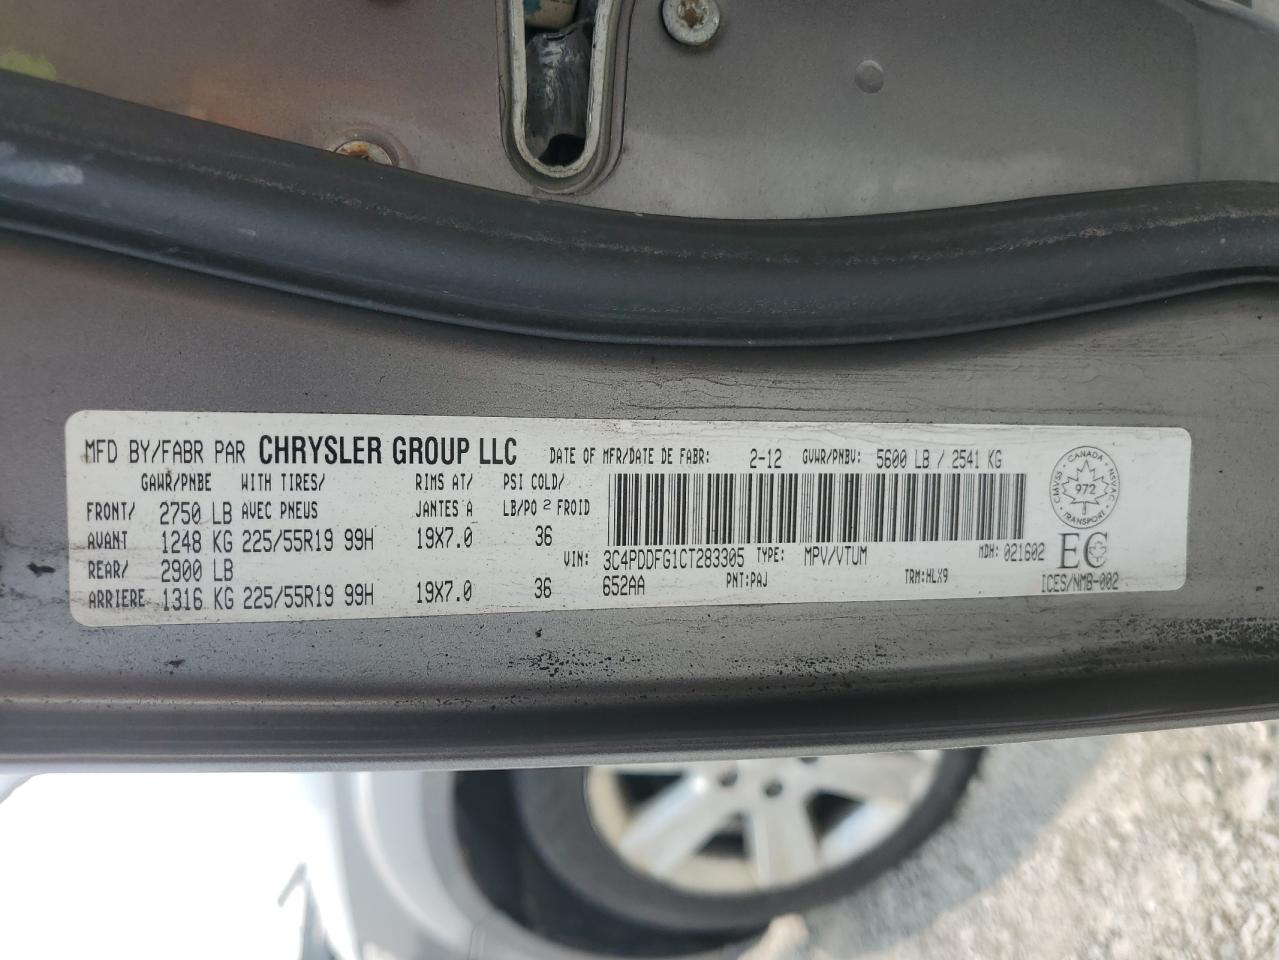 MFD BY/FABR PAR CHRYSLER GROUP LLC DATE OF MFR/DATE DE FABR: 2-12 GVWR/PNBV: 5600 LB / 2541 KG
GAWR/PNBE WITH TIRES/ RIMS AT/ PSI COLD/
FRONT/ 2750 LB AVEC PNEUS JANTES A LB/PO 2 FROID
AVANT 1248 KG 225/55R19 99H 19X7.0 36
VIN: 3C4PDDFG1CT283305 TYPE: MPV/VTUM MDH: 021602
REAR/ 2900 LB
ARRIERE 1316 KG 225/55R19 99H 19X7.0 36 652AA PNT:PAJ TRM:HLX9
CANADA
CMVSS 972 NSVAC
TRANSPORT
EC
ICES/NMB-002